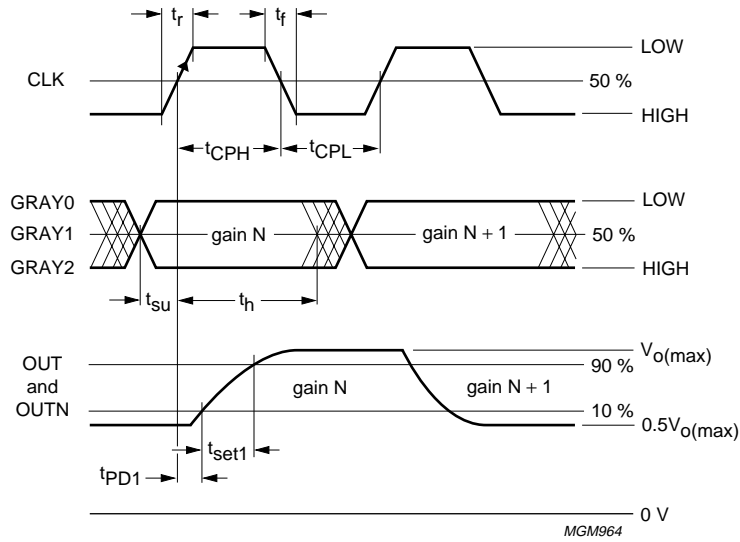 tr
tf
LOW
CLK
50 %
HIGH
tCPH
tCPL
GRAY0
LOW
GRAY1
gain N
gain N + 1
50 %
GRAY2
HIGH
tsu
th
Vo(max)
OUT
and
OUTN
90 %
gain N
gain N + 1
10 %
0.5Vo(max)
tset1
tPD1
0 V
MGM964